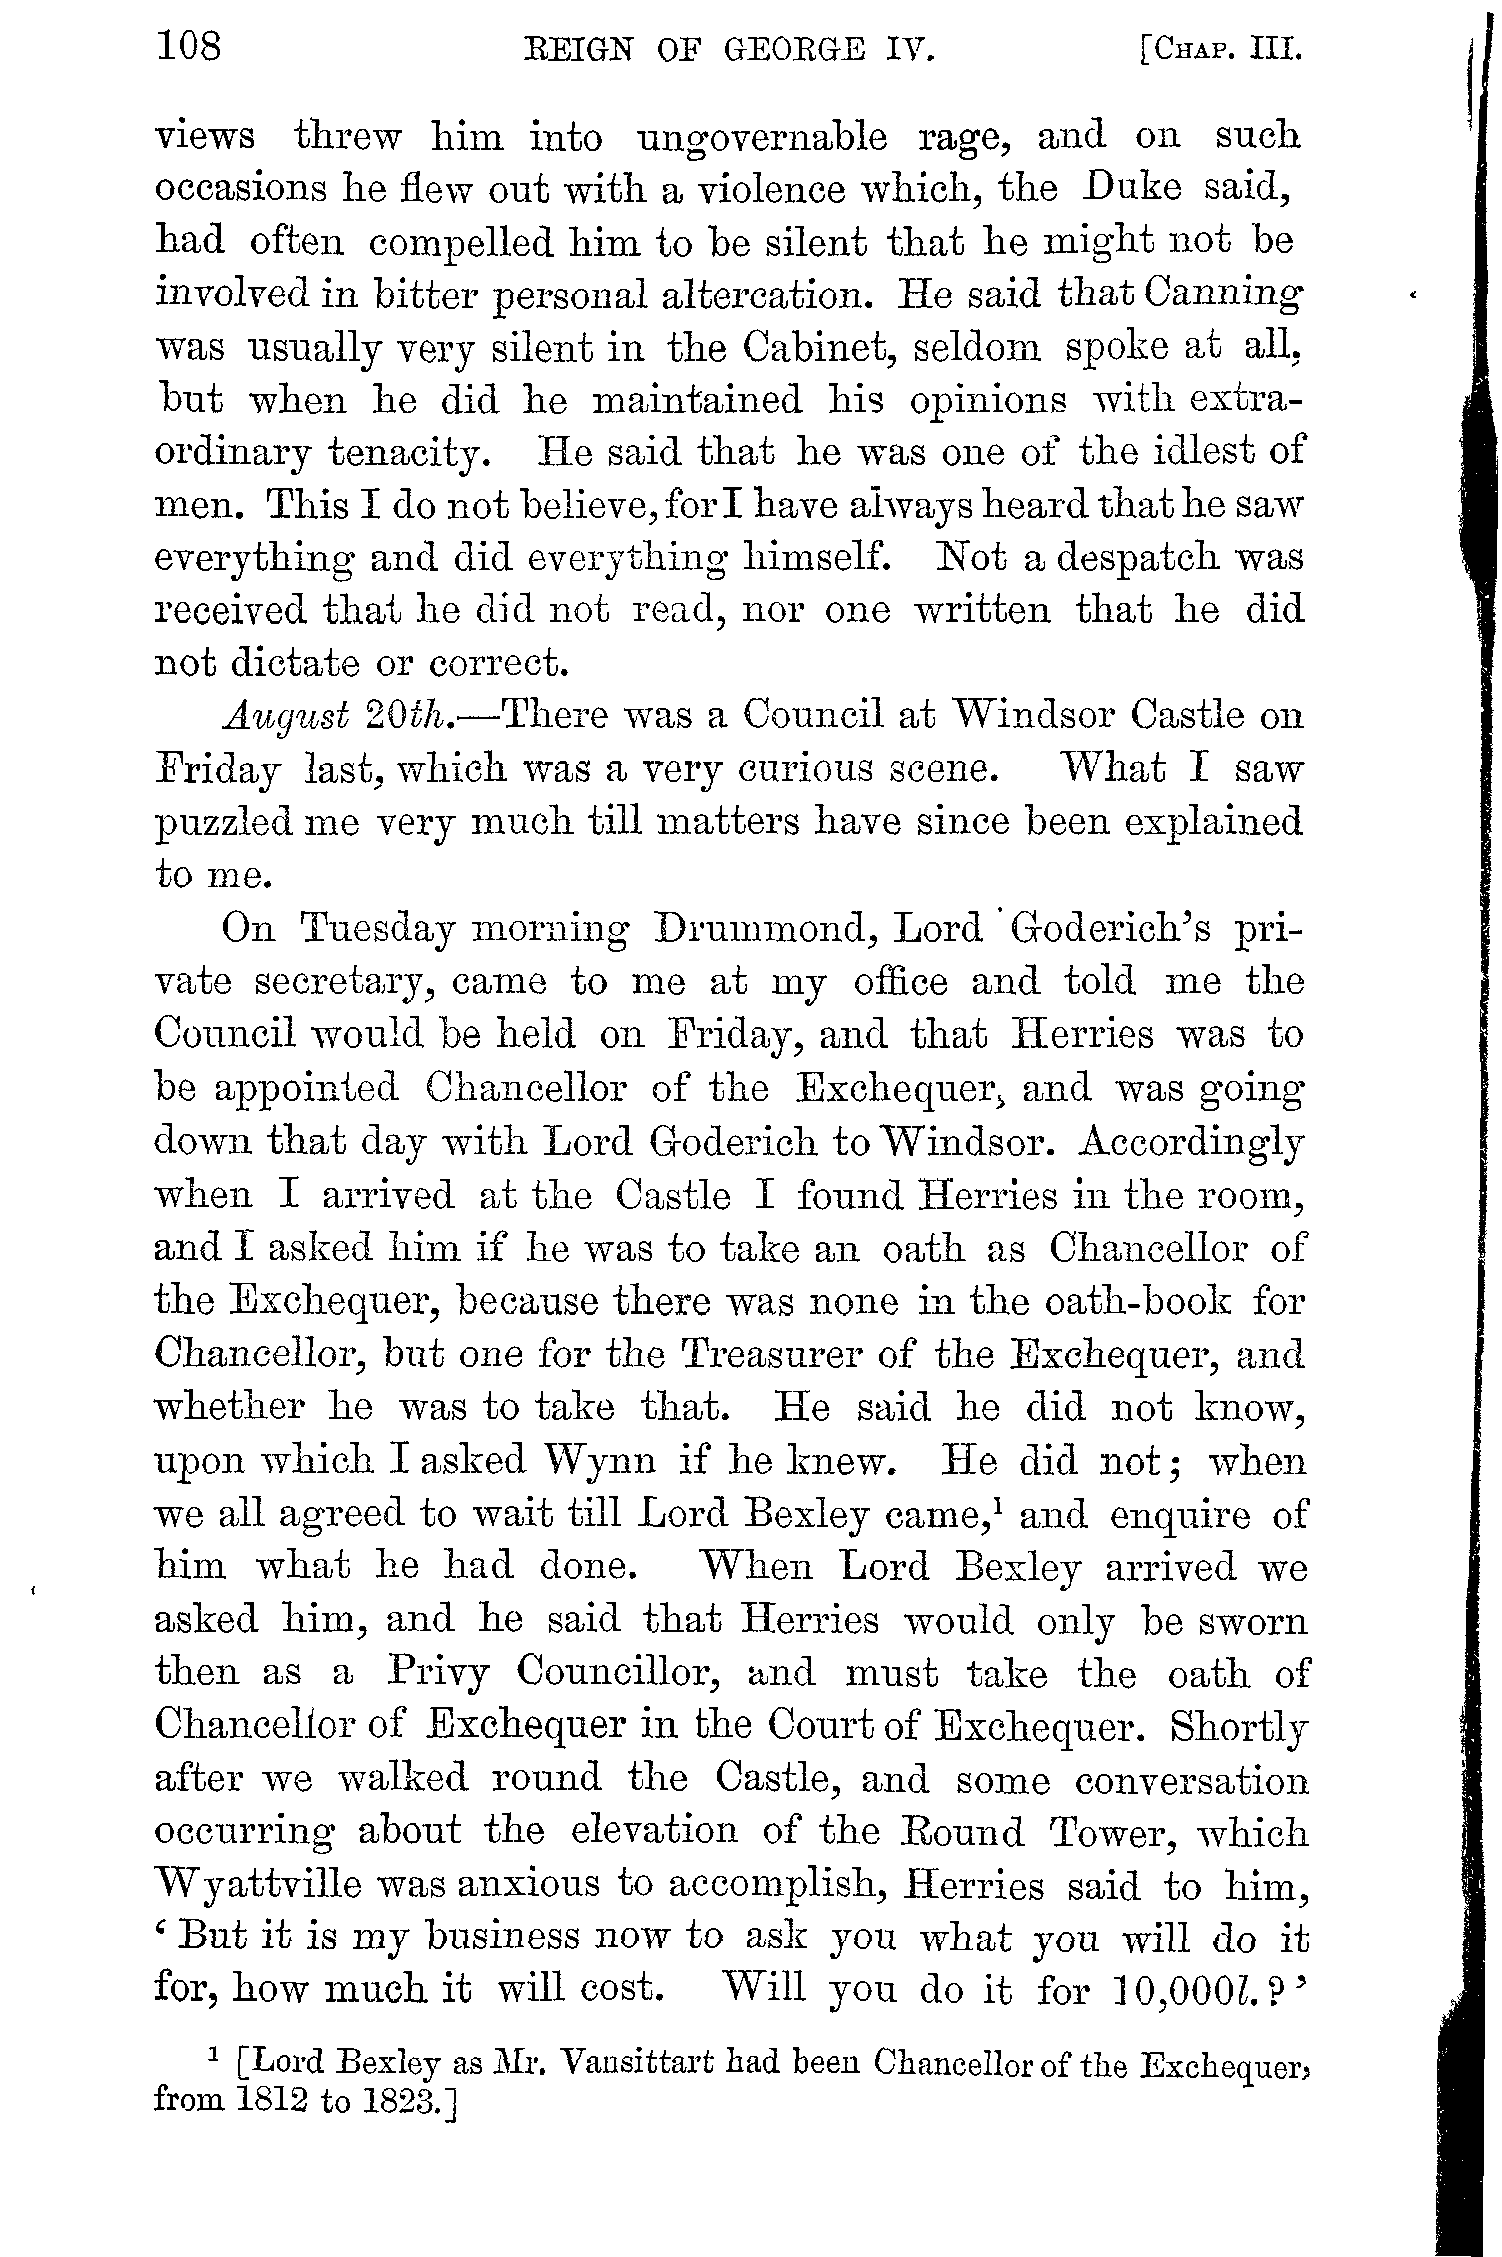 108 REIGN OF GEORGE IV. [CHAP. III.
views threw him into ungovernable rage, and on such
occasions he flew out with a violence which, the Duke said,
had often compelled him to be silent that he might not be
involved in bitter personal altercation. He said that Canning
was usually very silent in the Cabinet, seldom spoke at all,
but when he did he maintained his opinions with extra-
ordinary tenacity. He said that he was one of the idlest of
men. This I do not believe, for I have always heard that he saw
everything and did everything himself. Not a despatch was
received that he did not read, nor one written that he did
not dictate or correct.
August 20th.—There was a Council at Windsor Castle on
Friday last, which was a very curious scene. What I saw
puzzled me very much till matters have since been explained
to me.
On Tuesday morning Drummond, Lord Goderich's pri-
vate secretary, came to me at my office and told me the
Council would be held on Friday, and that Herries was to
be appointed Chancellor of the Exchequer, and was going
down that day with Lord Goderich to Windsor. Accordingly
when I arrived at the Castle I found Herries in the room,
and I asked him if he was to take an oath as Chancellor of
the Exchequer, because there was none in the oath-book for
Chancellor, but one for the Treasurer of the Exchequer, and
whether he was to take that. He said he did not know,
upon which I asked Wynn if he knew. He did not; when
we all agreed to wait till Lord Bexley came,¹ and enquire of
him what he had done. When Lord Bexley arrived we
asked him, and he said that Herries would only be sworn
then as a Privy Councillor, and must take the oath of
Chancellor of Exchequer in the Court of Exchequer. Shortly
after we walked round the Castle, and some conversation
occurring about the elevation of the Round Tower, which
Wyattville was anxious to accomplish, Herries said to him,
'But it is my business now to ask you what you will do it
for, how much it will cost. Will you do it for 10,000l.?'
¹ [Lord Bexley as Mr. Vansittart had been Chancellor of the Exchequer,
from 1812 to 1823.]